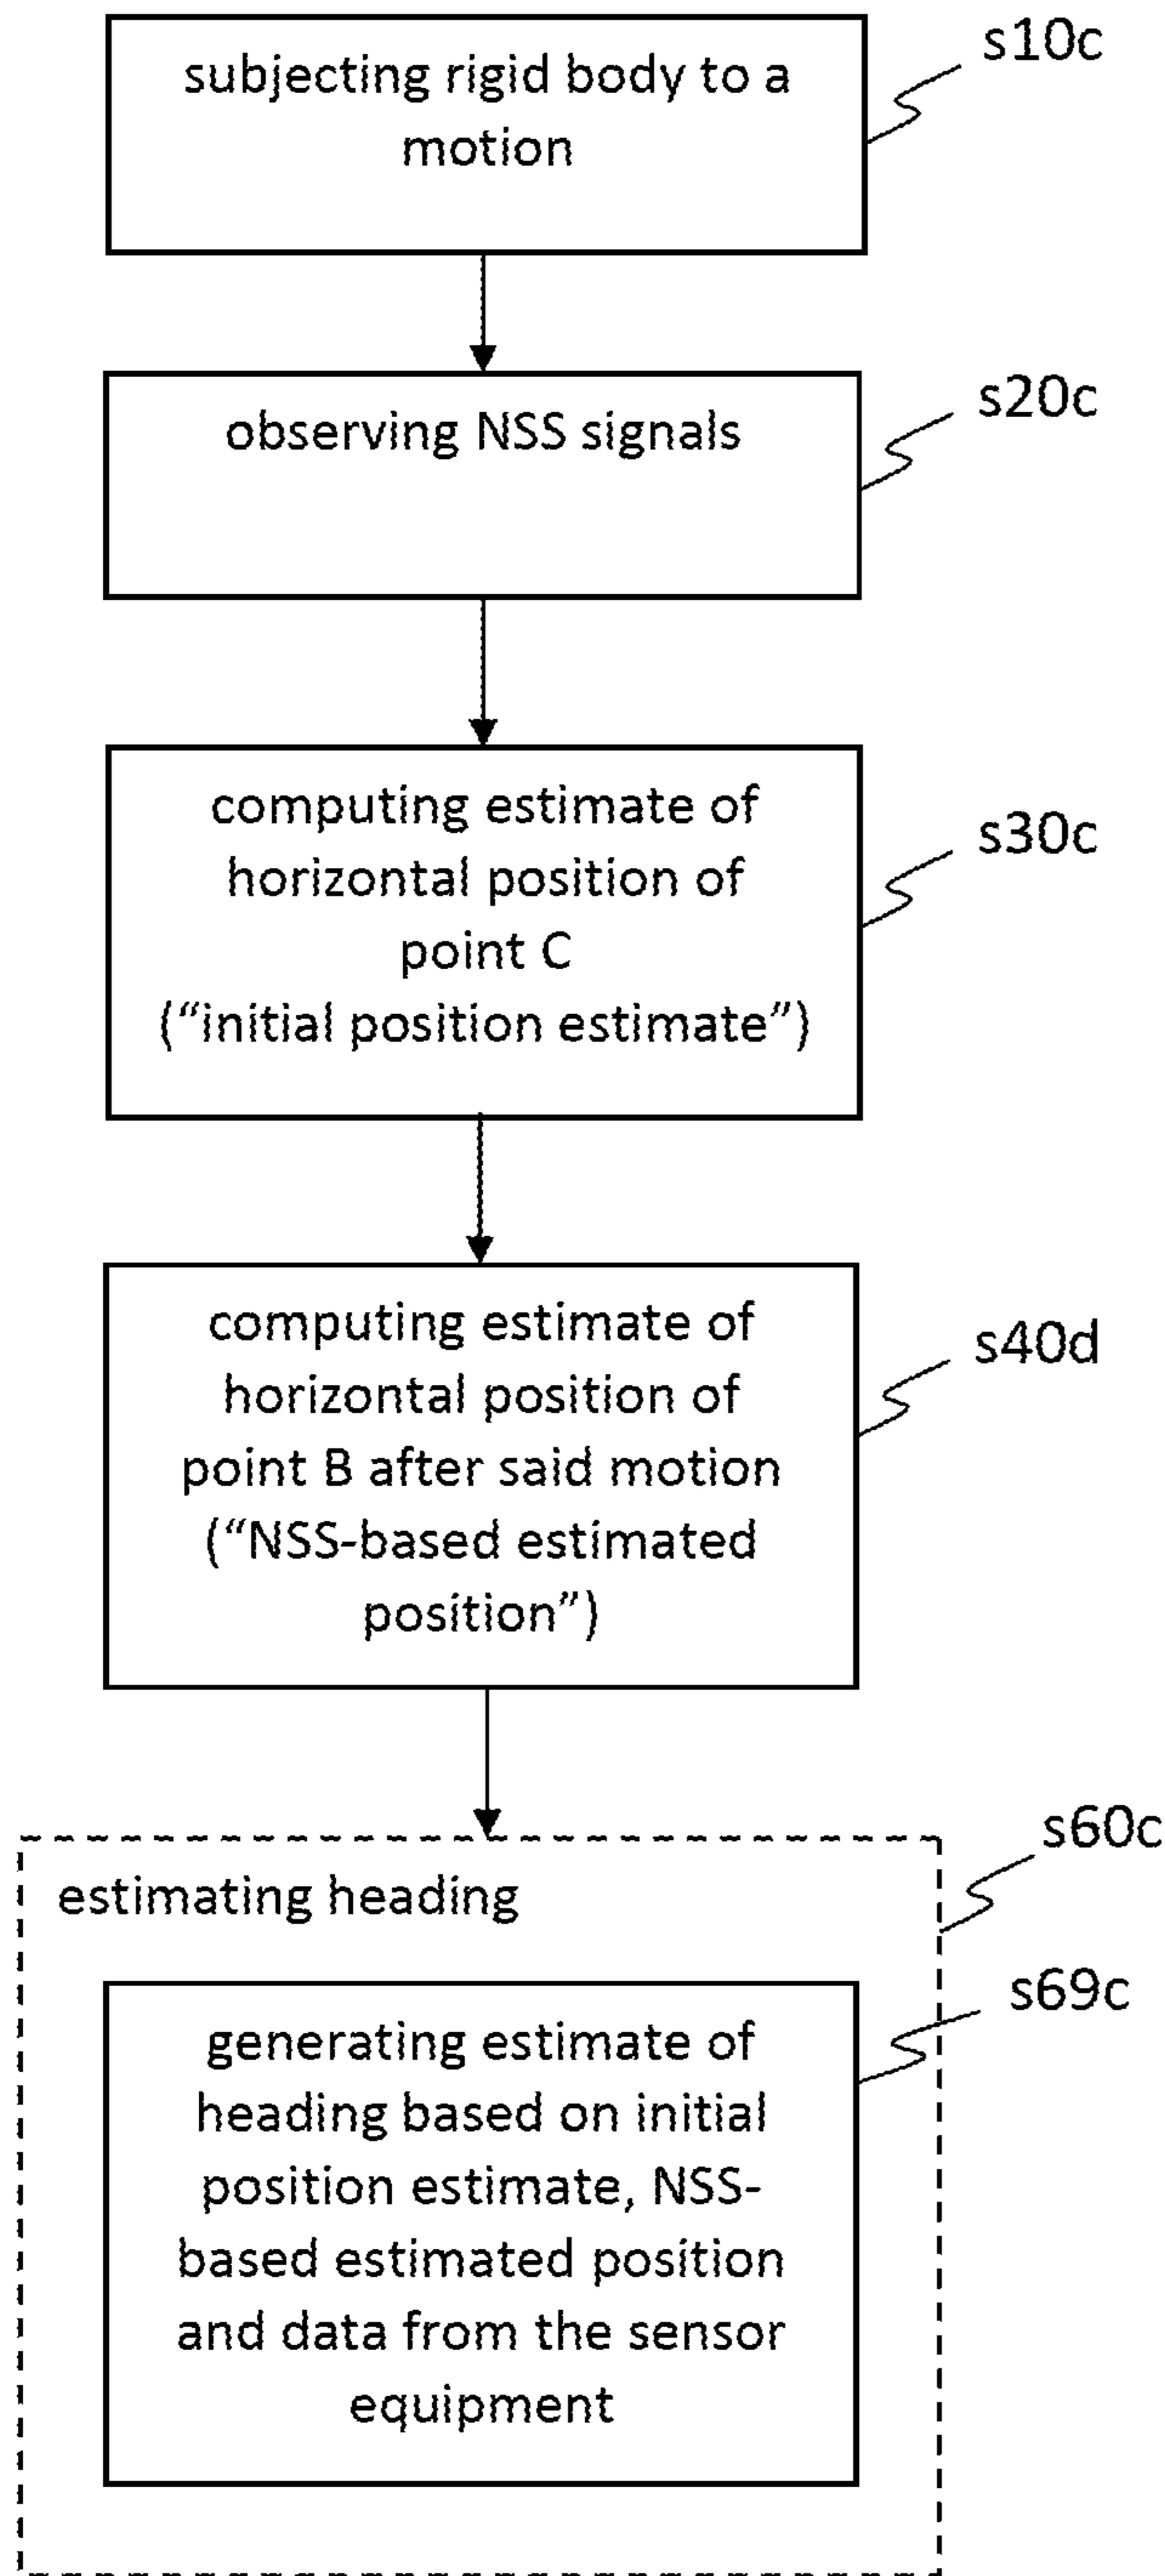 subjecting rigid body to a
motion
s10c
observing NSS signals
s20c
computing estimate of
horizontal position of
point C
(“initial position estimate”)
s30c
computing estimate of
horizontal position of
point B after said motion
(“NSS-based estimated
position”)
s40d
s60c
estimating heading
s69c
generating estimate of
heading based on initial
position estimate, NSS-
based estimated position
and data from the sensor
equipment